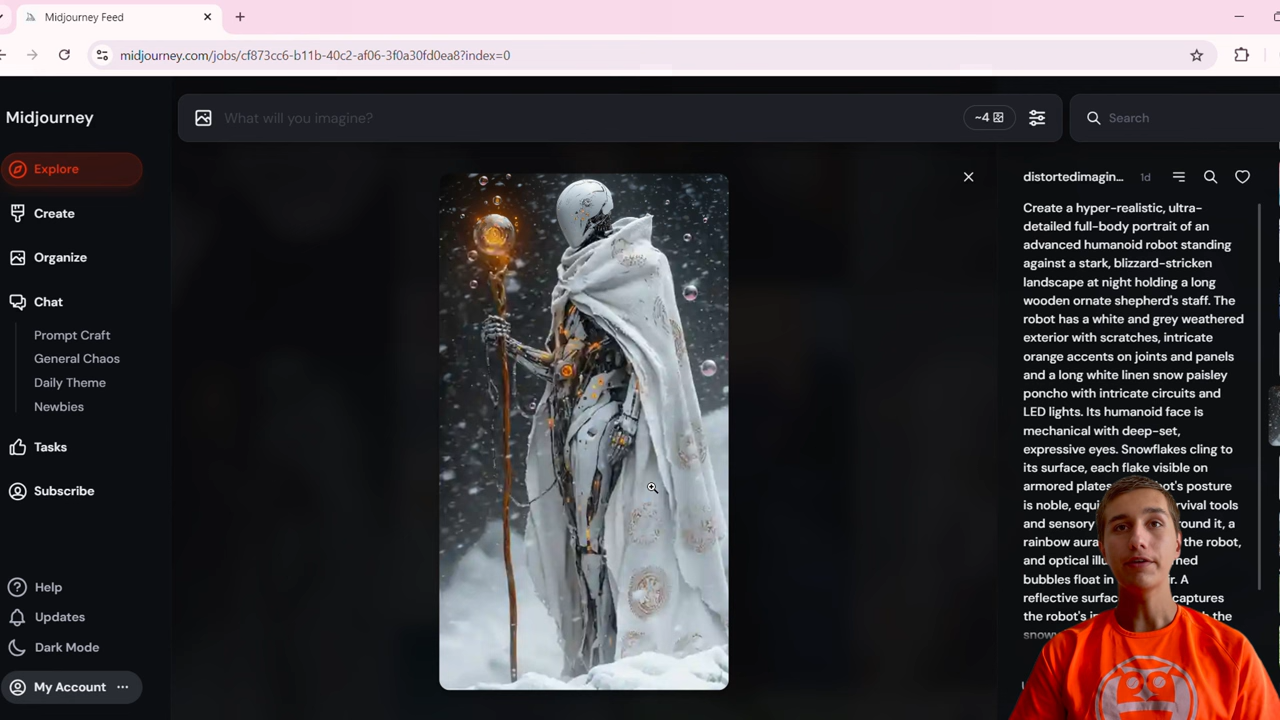 Midjourney Feed
midjourney.com/jobs/cf873cc6-b11b-40c2-af06-3f0a30fd0ea8?index=0
Midjourney
What will you imagine?
~4
Search
Explore
Create
Organize
Chat
Prompt Craft
General Chaos
Daily Theme
Newbies
Tasks
Subscribe
Help
Updates
Dark Mode
My Account
distortedimagin...
1d
Create a hyper-realistic, ultra-
detailed full-body portrait of an
advanced humanoid robot standing
against a stark, blizzard-stricken
landscape at night holding a long
wooden ornate shepherd's staff. The
robot has a white and grey weathered
exterior with scratches, intricate
orange accents on joints and panels
and a long white linen snow paisley
poncho with intricate circuits and
LED lights. Its humanoid face is
mechanical with deep-set,
expressive eyes. Snowflakes cling to
its surface, each flake visible on
armored plates
bot's posture
is noble, equi
rvival tools
and sensory
round it, a
rainbow aura
the robot,
and optical illu
ned
bubbles float in
ir. A
reflective surfac
captures
the robot's in
h the
snowy